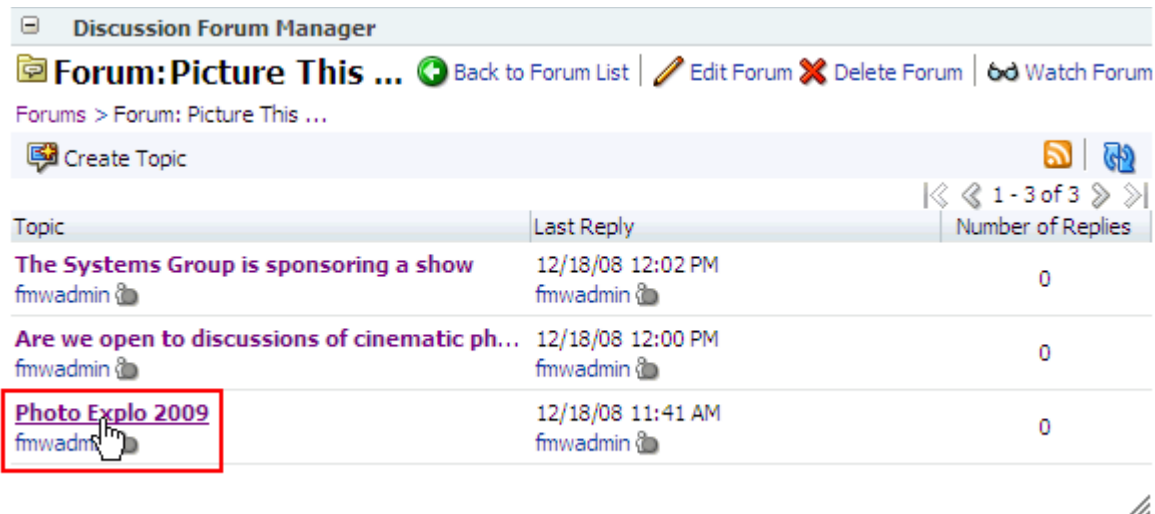 Discussion Forum Manager
Forum: Picture This ... Back to Forum List Edit Forum Delete Forum Watch Forum
Forums > Forum: Picture This ...
Create Topic
1 - 3 of 3
Topic Last Reply Number of Replies
The Systems Group is sponsoring a show 12/18/08 12:02 PM
fmwadmin fmwadmin 0
Are we open to discussions of cinematic ph... 12/18/08 12:00 PM
fmwadmin fmwadmin 0
Photo Explo 2009 12/18/08 11:41 AM
fmwadm fmwadmin 0